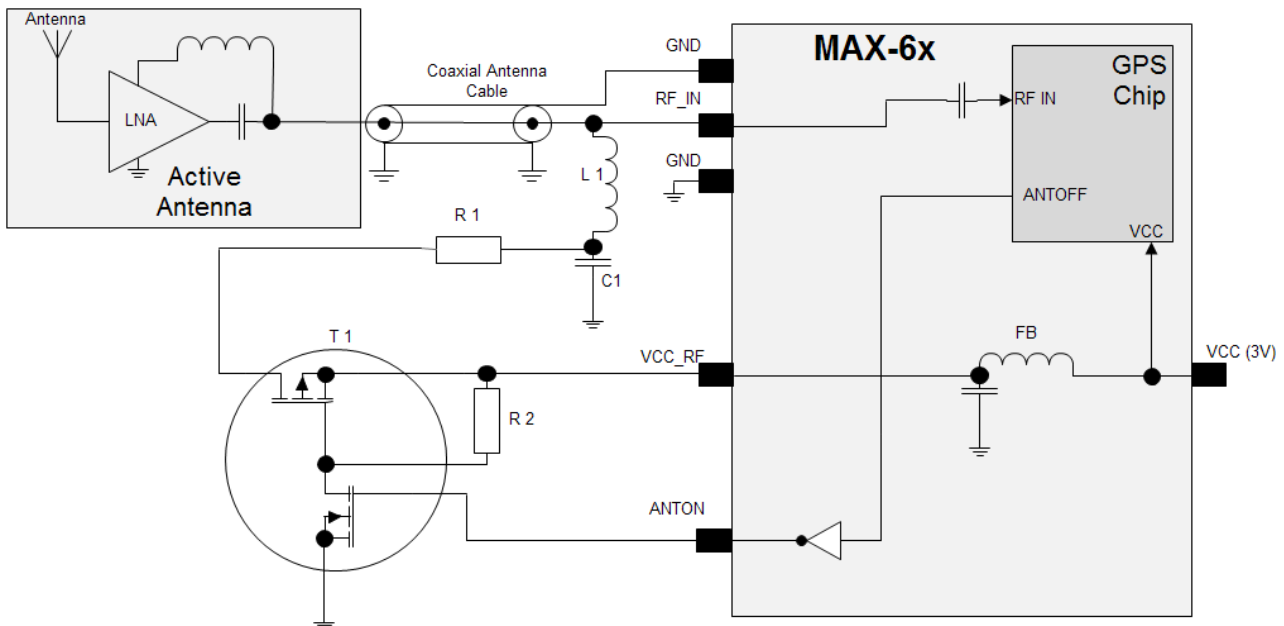 Antenna
LNA
Active
Antenna
Coaxial Antenna
Cable
GND
RF_IN
GND
L 1
R 1
C1
T 1
R 2
VCC_RF
ANTON
MAX-6x
GPS
Chip
RF IN
ANTOFF
VCC
FB
VCC (3V)